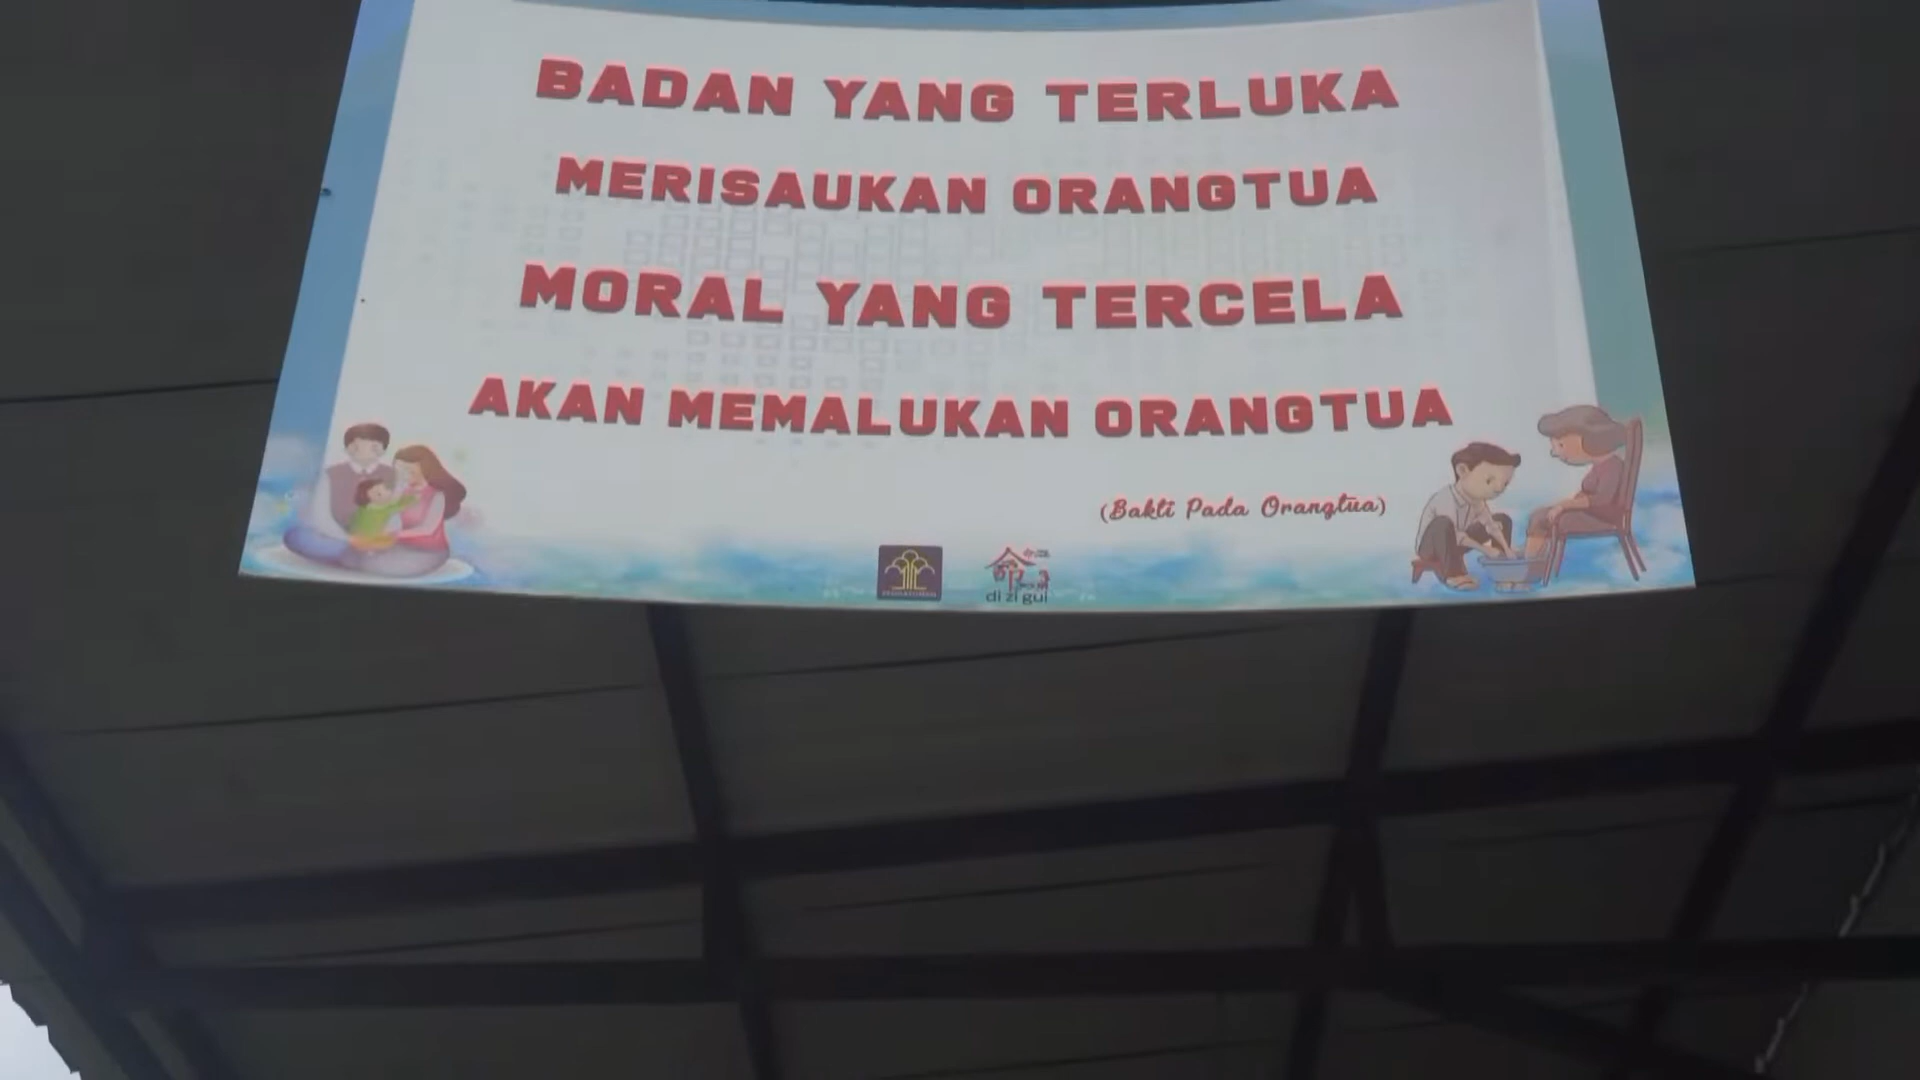 BADAN YANG TERLUKA
MERISAUKAN ORANGTUA
MORAL YANG TERCELA
AKAN MEMALUKAN ORANGTUA
(Bakti Pada Orangtua)
di zi gui